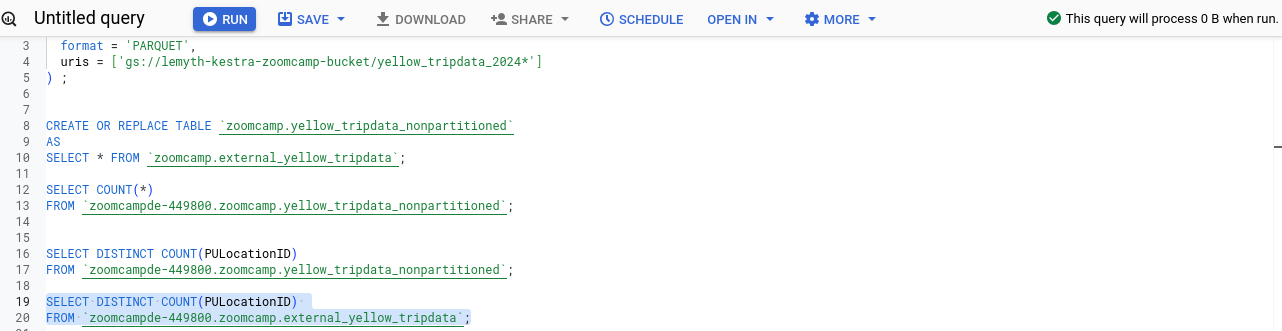 Untitled query RUN SAVE DOWNLOAD SHARE SCHEDULE OPEN IN MORE This query will process 0 B when run.
3 format = 'PARQUET',
4 uris = ['gs://lemyth-kestra-zoomcamp-bucket/yellow_tripdata_2024*']
5 ) ;
6
7
8 CREATE OR REPLACE TABLE `zoomcamp.yellow_tripdata_nonpartitioned`
9 AS
10 SELECT * FROM `zoomcamp.external_yellow_tripdata`;
11
12 SELECT COUNT(*)
13 FROM `zoomcampde-449800.zoomcamp.yellow_tripdata_nonpartitioned`;
14
15
16 SELECT DISTINCT COUNT(PULocationID)
17 FROM `zoomcampde-449800.zoomcamp.yellow_tripdata_nonpartitioned`;
18
19 SELECT DISTINCT COUNT(PULocationID)
20 FROM `zoomcampde-449800.zoomcamp.external_yellow_tripdata`;